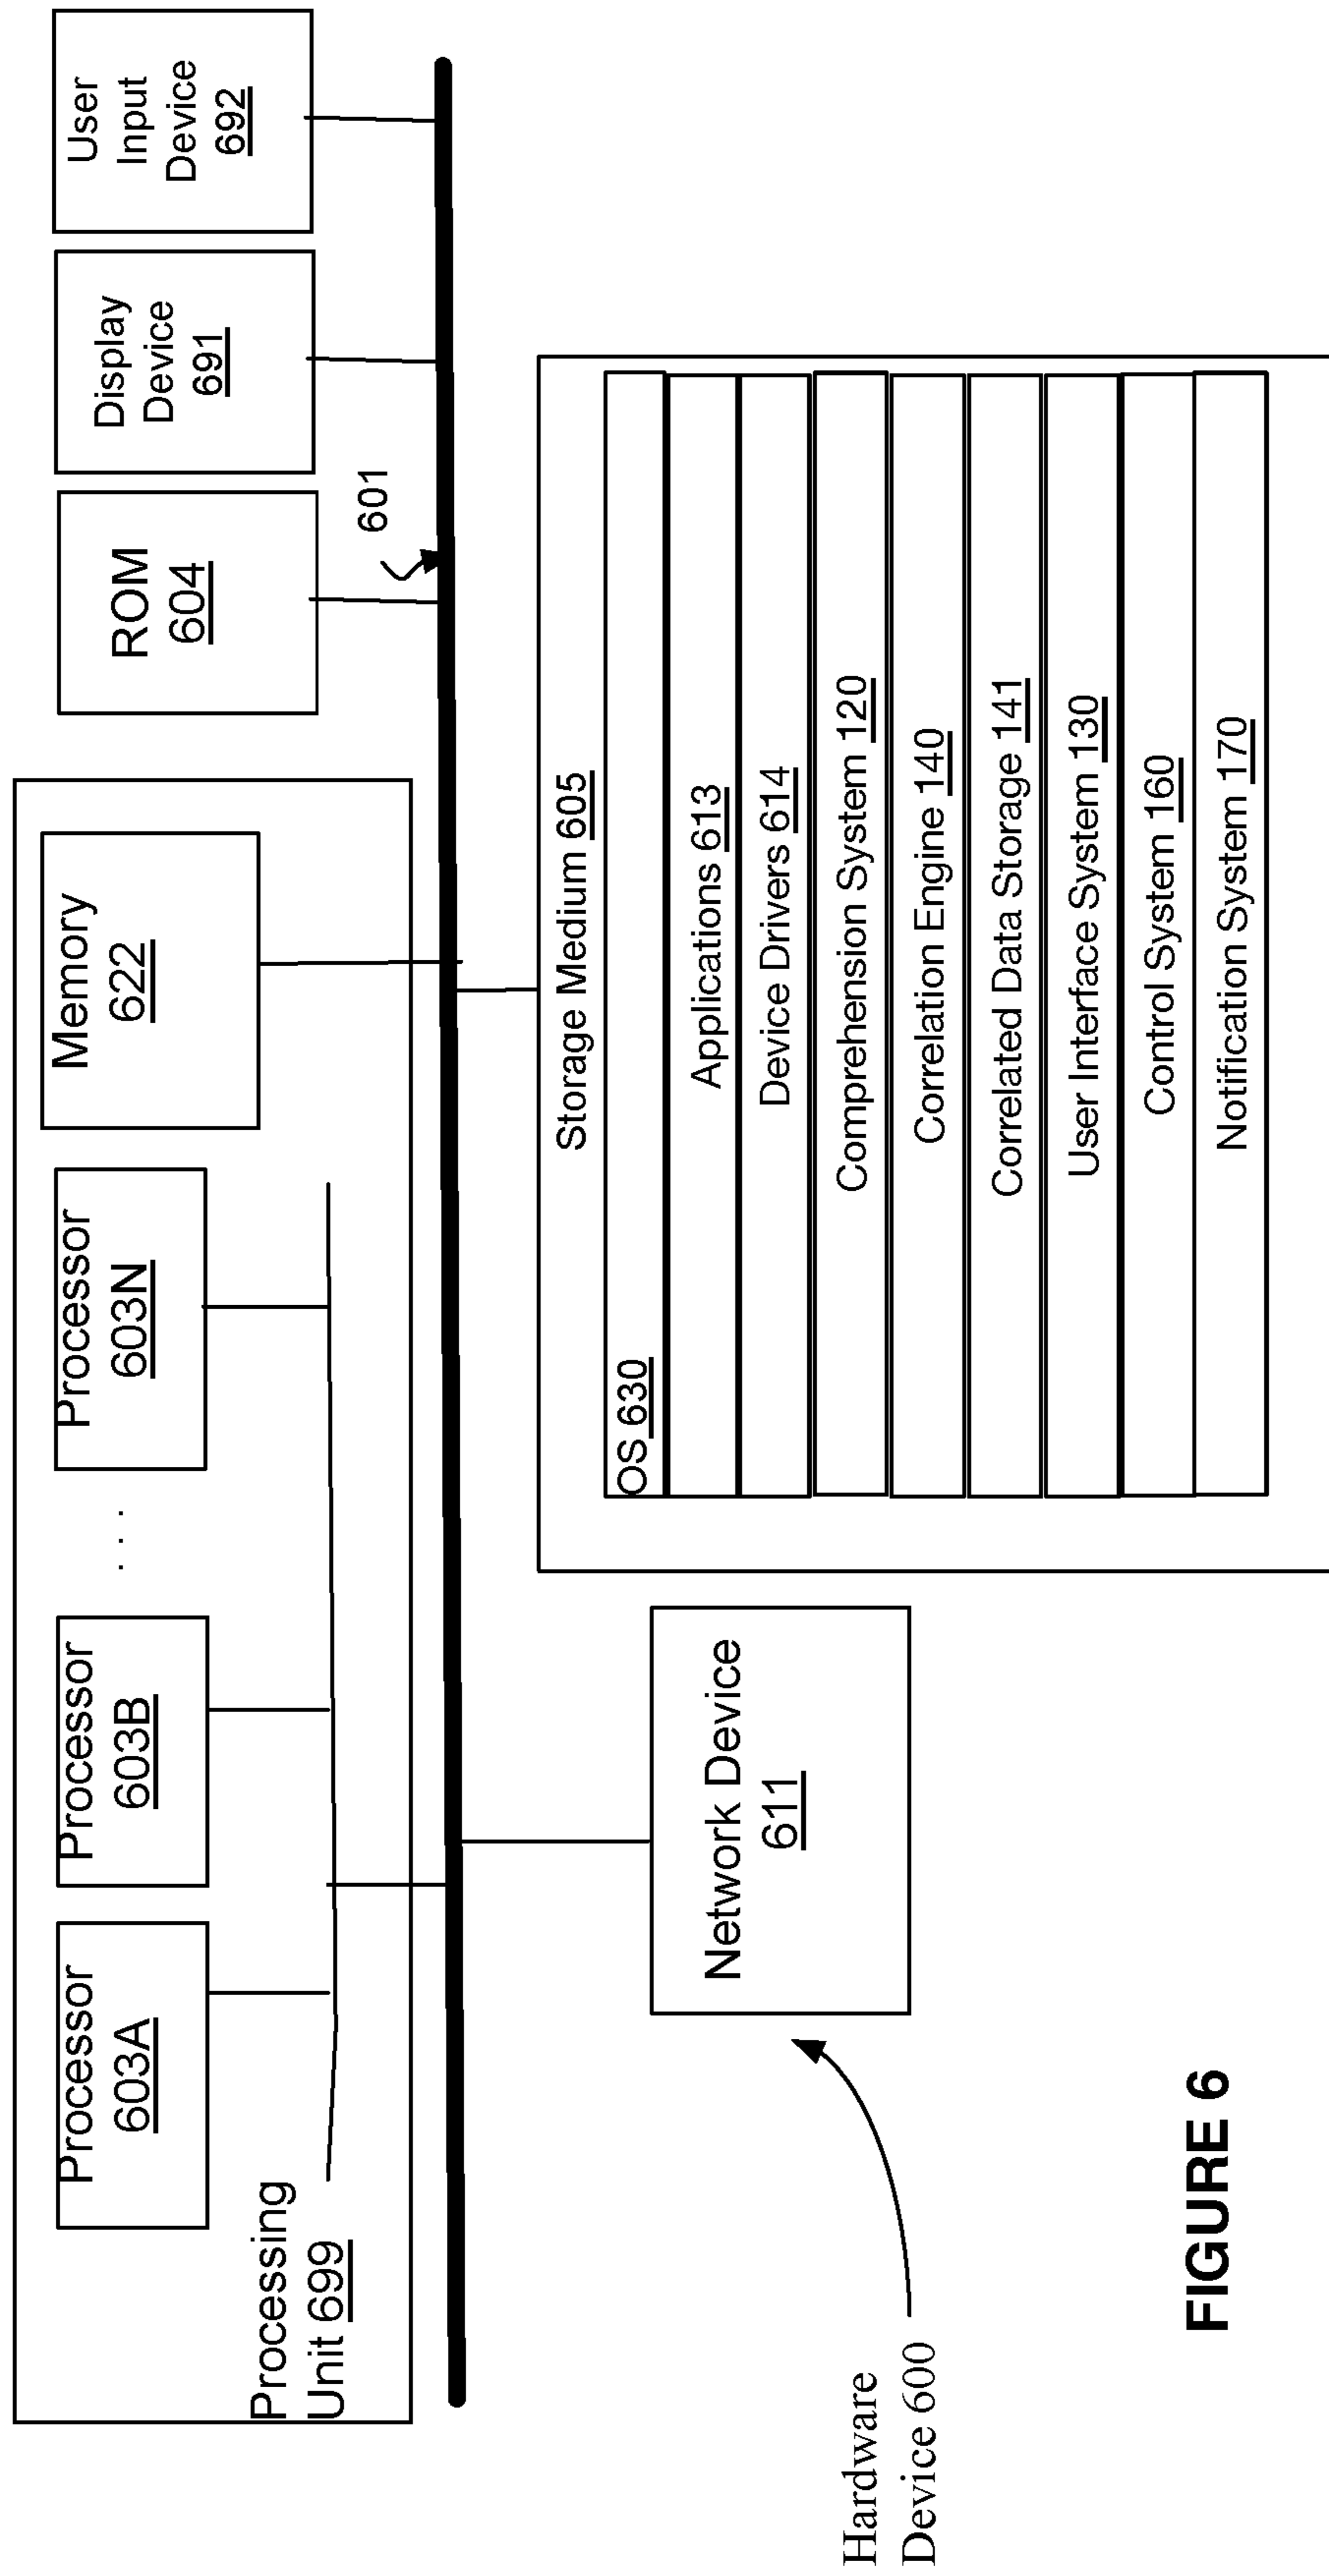 Processor
603A
Processor
603B
. . .
Processor
603N
Memory
622
Processing
Unit 699
ROM
604
Display
Device
691
User
Input
Device
692
601
Network Device
611
Hardware
Device 600
Storage Medium 605
OS 630
Applications 613
Device Drivers 614
Comprehension System 120
Correlation Engine 140
Correlated Data Storage 141
User Interface System 130
Control System 160
Notification System 170
FIGURE 6